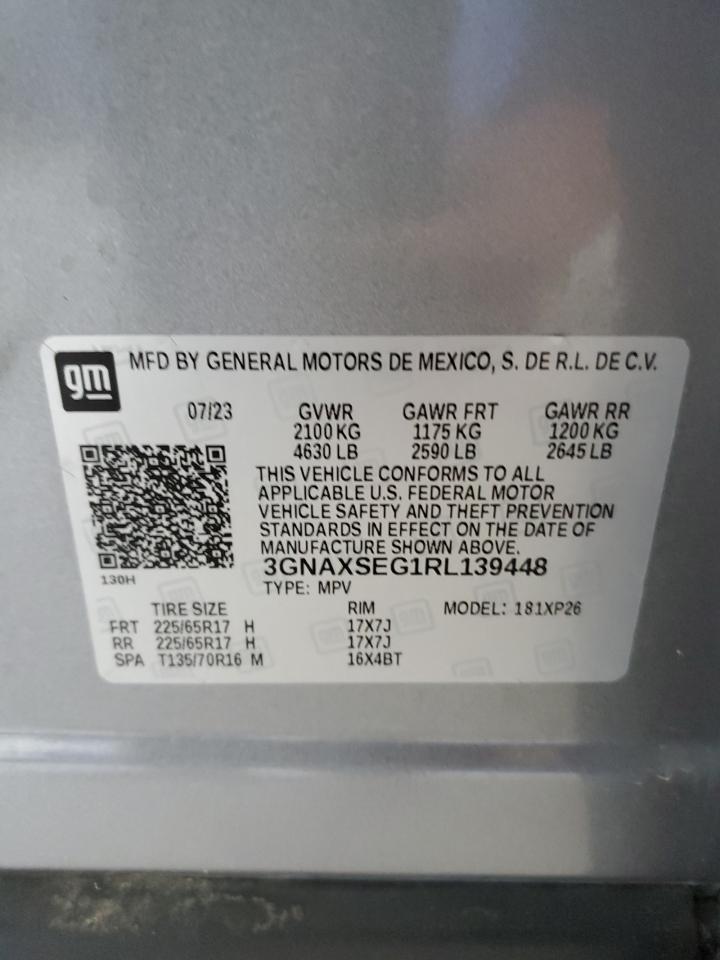 gm
MFD BY GENERAL MOTORS DE MEXICO, S. DE R.L. DE C.V.
07/23 GVWR GAWR FRT GAWR RR
2100 KG 1175 KG 1200 KG
4630 LB 2590 LB 2645 LB
THIS VEHICLE CONFORMS TO ALL
APPLICABLE U.S. FEDERAL MOTOR
VEHICLE SAFETY AND THEFT PREVENTION
STANDARDS IN EFFECT ON THE DATE OF
MANUFACTURE SHOWN ABOVE.
3GNAXSEG1RL139448
130H
TYPE: MPV
TIRE SIZE RIM MODEL: 181XP26
FRT 225/65R17 H 17X7J
RR 225/65R17 H 17X7J
SPA T135/70R16 M 16X4BT